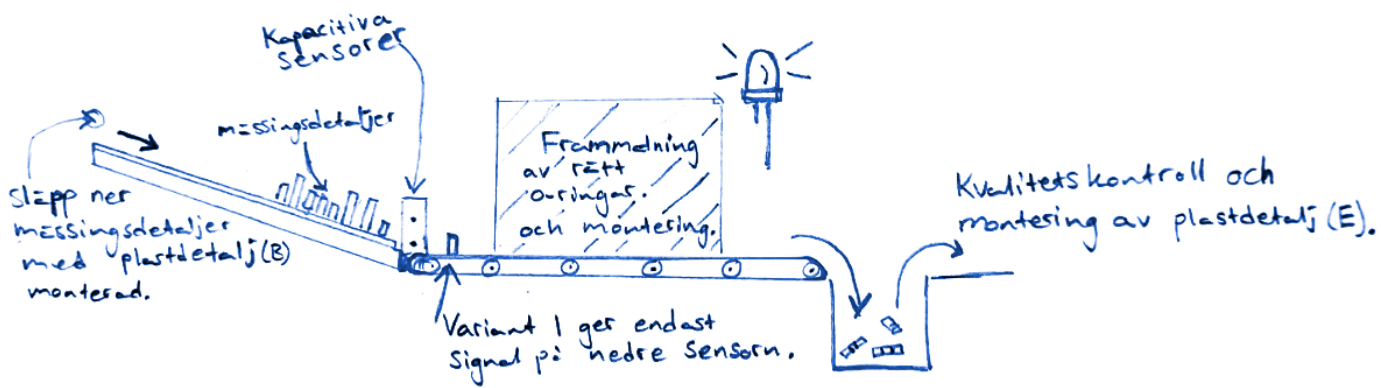 Kapacitiva
sensorer
mässingsdetaljer
Släpp ner
mässingsdetaljer
med plastdetalj(B)
monterad.
Frammatning
av rätt
o-ringar.
och montering.
Variant 1 ger endast
signal på nedre sensorn.
Kvalitetskontroll och
montering av plastdetalj (E).